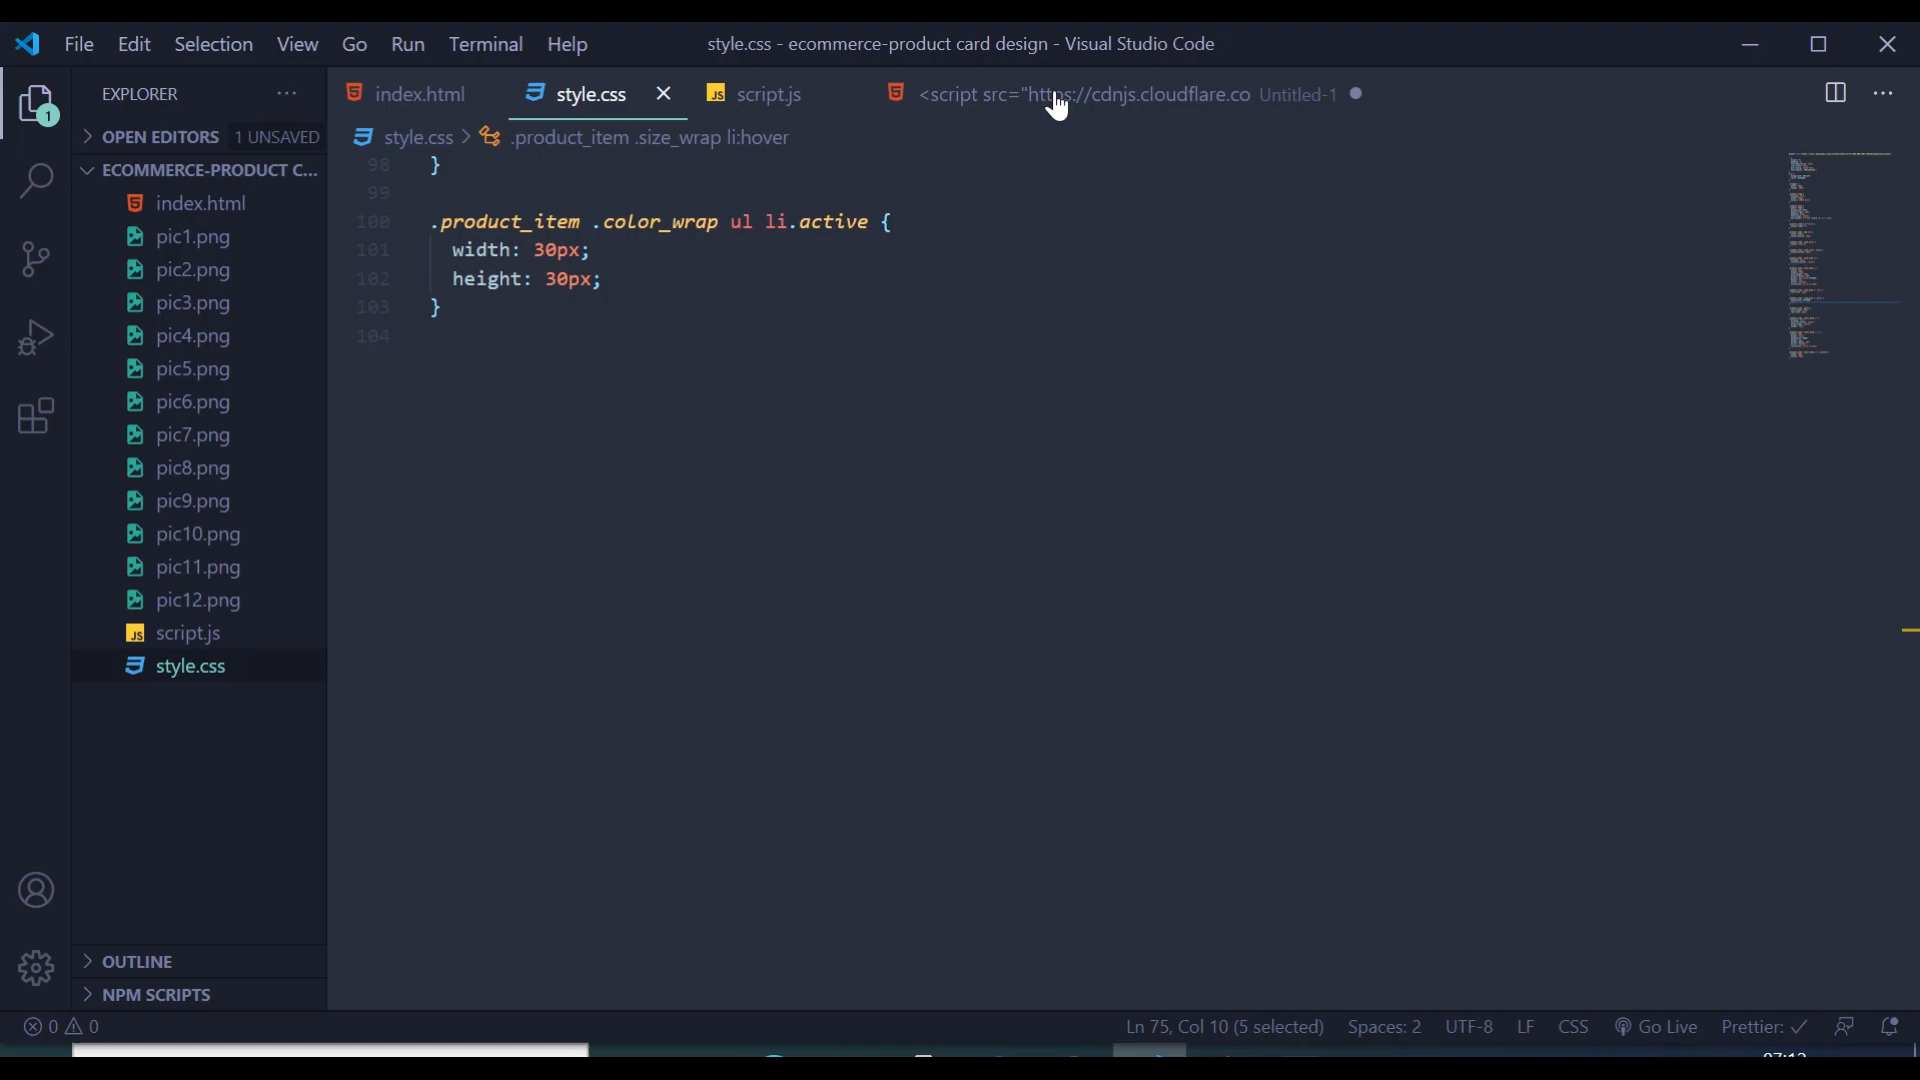 File Edit Selection View Go Run Terminal Help
style.css - ecommerce-product card design - Visual Studio Code
EXPLORER
index.html
style.css
script.js
<script src="https://cdnjs.cloudflare.co Untitled-1
OPEN EDITORS 1 UNSAVED
style.css > .product_item .size_wrap li:hover
ECOMMERCE-PRODUCT C...
index.html
pic1.png
pic2.png
pic3.png
pic4.png
pic5.png
pic6.png
pic7.png
pic8.png
pic9.png
pic10.png
pic11.png
pic12.png
script.js
style.css
98 }
99
100 .product_item .color_wrap ul li.active {
101 width: 30px;
102 height: 30px;
103 }
104
1
OUTLINE
NPM SCRIPTS
0 0
Ln 75, Col 10 (5 selected) Spaces: 2 UTF-8 LF CSS Go Live Prettier: ✓